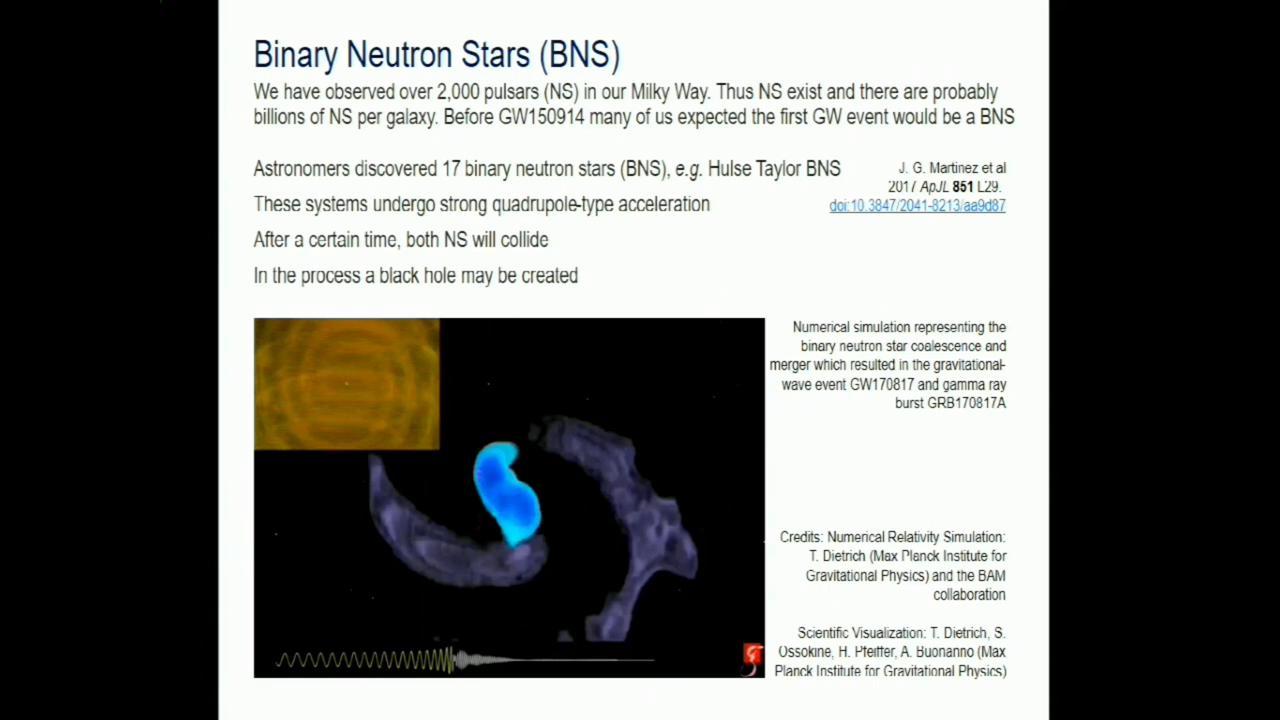 Binary Neutron Stars (BNS)
We have observed over 2,000 pulsars (NS) in our Milky Way. Thus NS exist and there are probably
billions of NS per galaxy. Before GW150914 many of us expected the first GW event would be a BNS
Astronomers discovered 17 binary neutron stars (BNS), e.g. Hulse Taylor BNS
J. G. Martinez et al
2017 ApJL 851 L29.
doi:10.3847/2041-8213/aa9d87
These systems undergo strong quadrupole-type acceleration
After a certain time, both NS will collide
In the process a black hole may be created
Numerical simulation representing the
binary neutron star coalescence and
merger which resulted in the gravitational-
wave event GW170817 and gamma ray
burst GRB170817A
Credits: Numerical Relativity Simulation:
T. Dietrich (Max Planck Institute for
Gravitational Physics) and the BAM
collaboration
Scientific Visualization: T. Dietrich, S.
Ossokine, H. Pfeiffer, A. Buonanno (Max
Planck Institute for Gravitational Physics)